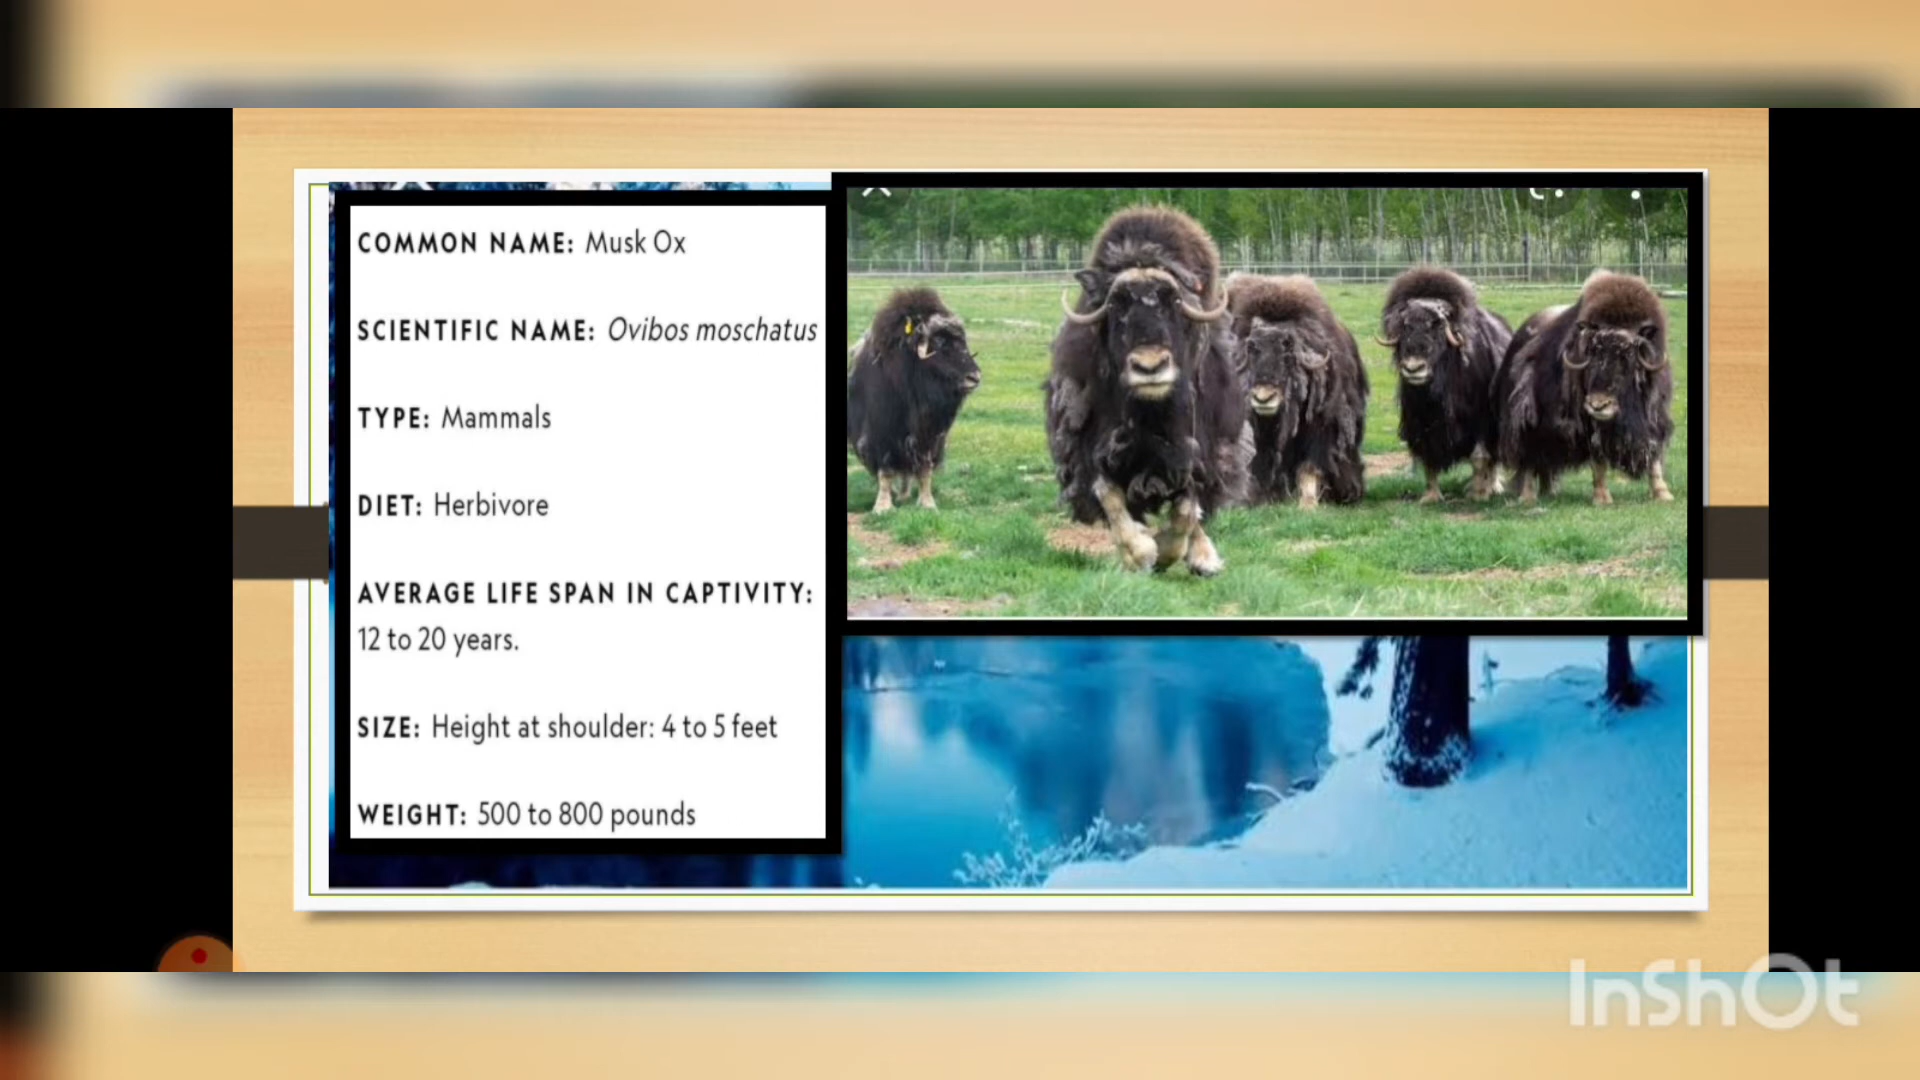 COMMON NAME: Musk Ox
SCIENTIFIC NAME: Ovibos moschatus
TYPE: Mammals
DIET: Herbivore
AVERAGE LIFE SPAN IN CAPTIVITY:
12 to 20 years.
SIZE: Height at shoulder: 4 to 5 feet
WEIGHT: 500 to 800 pounds
InShOt